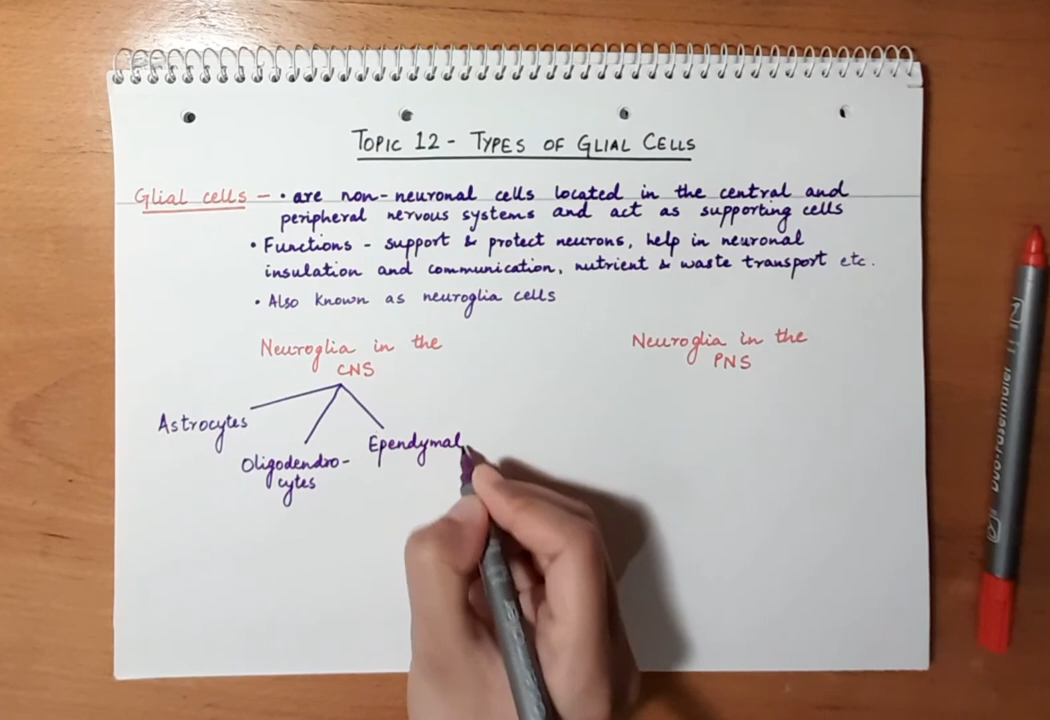 TOPIC 12 - TYPES OF GLIAL CELLS
Glial cells - • are non-neuronal cells located in the central and
peripheral nervous systems and act as supporting cells
• Functions - support & protect neurons, help in neuronal
insulation and communication, nutrient & waste transport etc.
• Also known as neuroglia cells
Neuroglia in the
CNS
Neuroglia in the
PNS
Astrocytes
Oligodendro-
cytes
Ependymal